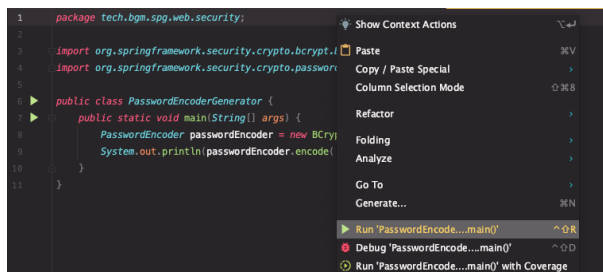 1 package tech.bgm.spg.web.security;
2
3 import org.springframework.security.crypto.bcrypt.
4 import org.springframework.security.crypto.password
5
6 public class PasswordEncoderGenerator {
7 public static void main(String[] args) {
8 PasswordEncoder passwordEncoder = new BCryp
9 System.out.println(passwordEncoder.encode(
10 }
11 }
Show Context Actions ⌥↩
Paste ⌘V
Copy / Paste Special ›
Column Selection Mode ⇧⌘8
Refactor ›
Folding ›
Analyze ›
Go To ›
Generate... ⌘N
Run 'PasswordEncode....main()' ^⇧R
Debug 'PasswordEncode....main()' ^⇧D
Run 'PasswordEncode....main()' with Coverage